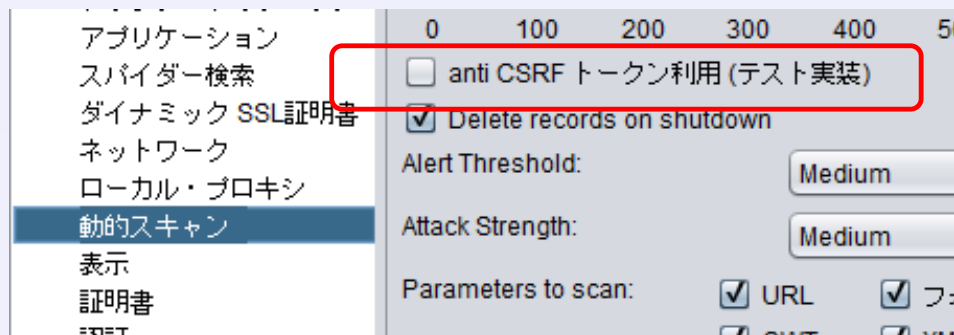 アプリケーション
スパイダー検索
ダイナミック SSL証明書
ネットワーク
ローカル・プロキシ
動的スキャン
表示
証明書
0 100 200 300 400
anti CSRF トークン利用 (テスト実装)
Delete records on shutdown
Alert Threshold:
Medium
Attack Strength:
Medium
Parameters to scan:
URL